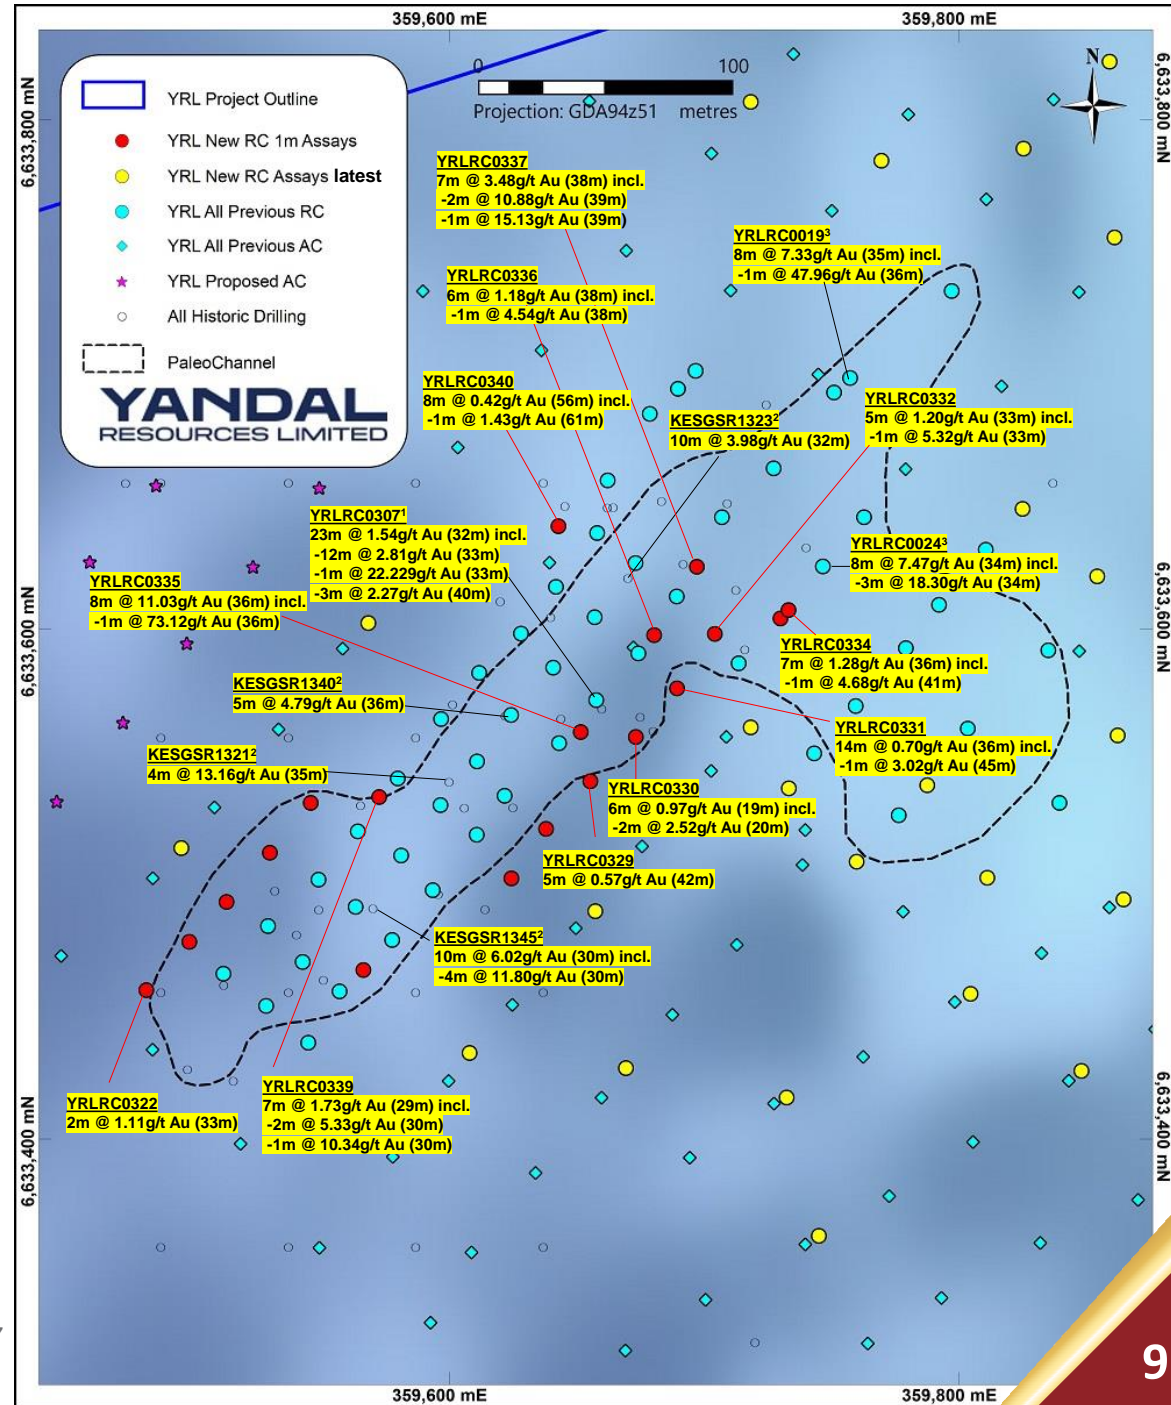 359,600 mE
359,800 mE
6,633,800 mN
6,633,800 mN
YRL Project Outline
YRL New RC 1m Assays
YRL New RC Assays latest
YRL All Previous RC
YRL All Previous AC
YRL Proposed AC
All Historic Drilling
PaleoChannel
YANDAL
RESOURCES LIMITED
0
100
Projection: GDA94z51
metres
N
YRLRC0337
7m @ 3.48g/t Au (38m) incl.
-2m @ 10.88g/t Au (39m)
-1m @ 15.13g/t Au (39m)
YRLRC0019³
8m @ 7.33g/t Au (35m) incl.
-1m @ 47.96g/t Au (36m)
YRLRC0336
6m @ 1.18g/t Au (38m) incl.
-1m @ 4.54g/t Au (38m)
YRLRC0340
8m @ 0.42g/t Au (56m) incl.
-1m @ 1.43g/t Au (61m)
KESGSR1323²
10m @ 3.98g/t Au (32m)
YRLRC0332
5m @ 1.20g/t Au (33m) incl.
-1m @ 5.32g/t Au (33m)
YRLRC0307¹
23m @ 1.54g/t Au (32m) incl.
-12m @ 2.81g/t Au (33m)
-1m @ 22.229g/t Au (33m)
-3m @ 2.27g/t Au (40m)
YRLRC0024³
8m @ 7.47g/t Au (34m) incl.
-3m @ 18.30g/t Au (34m)
YRLRC0335
8m @ 11.03g/t Au (36m) incl.
-1m @ 73.12g/t Au (36m)
6,633,600 mN
6,633,600 mN
YRLRC0334
7m @ 1.28g/t Au (36m) incl.
-1m @ 4.68g/t Au (41m)
KESGSR1340²
5m @ 4.79g/t Au (36m)
YRLRC0331
14m @ 0.70g/t Au (36m) incl.
-1m @ 3.02g/t Au (45m)
KESGSR1321²
4m @ 13.16g/t Au (35m)
YRLRC0330
6m @ 0.97g/t Au (19m) incl.
-2m @ 2.52g/t Au (20m)
YRLRC0329
5m @ 0.57g/t Au (42m)
KESGSR1345²
10m @ 6.02g/t Au (30m) incl.
-4m @ 11.80g/t Au (30m)
YRLRC0322
2m @ 1.11g/t Au (33m)
YRLRC0339
7m @ 1.73g/t Au (29m) incl.
-2m @ 5.33g/t Au (30m)
-1m @ 10.34g/t Au (30m)
6,633,400 mN
6,633,400 mN
359,600 mE
359,800 mE
9